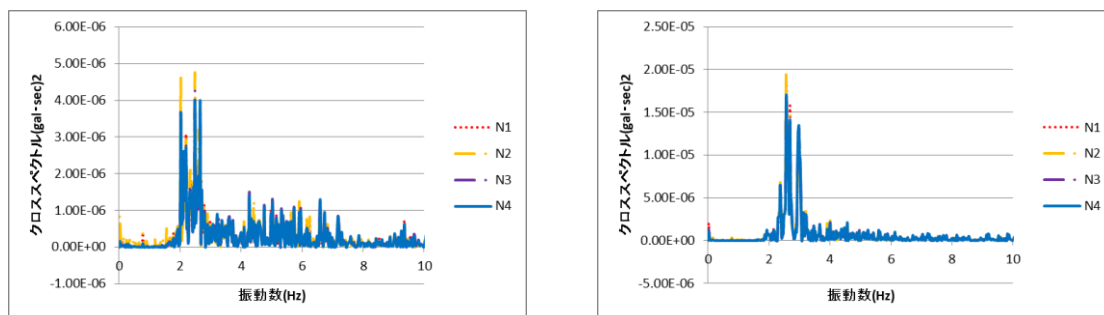 6.00E-06
5.00E-06
4.00E-06
3.00E-06
2.00E-06
1.00E-06
0.00E+00
-1.00E-06
クロススペクトル(gal・sec)2
0 2 4 6 8 10
振動数(Hz)
N1
N2
N3
N4
2.50E-05
2.00E-05
1.50E-05
1.00E-05
5.00E-06
0.00E+00
-5.00E-06
クロススペクトル(gal・sec)2
0 2 4 6 8 10
振動数(Hz)
N1
N2
N3
N4